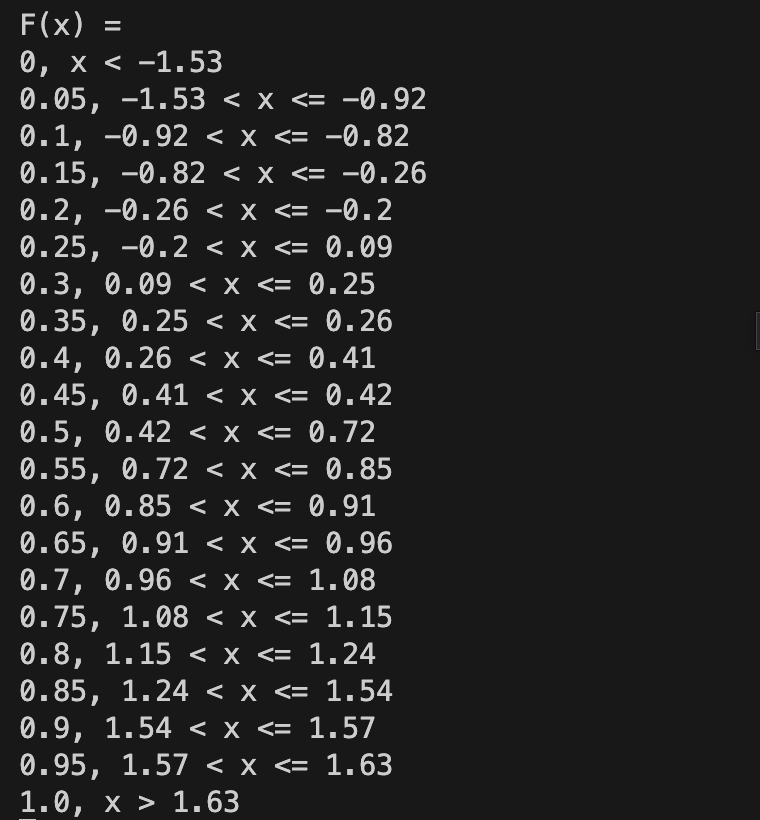 F(x) =
0, x < -1.53
0.05, -1.53 < x <= -0.92
0.1, -0.92 < x <= -0.82
0.15, -0.82 < x <= -0.26
0.2, -0.26 < x <= -0.2
0.25, -0.2 < x <= 0.09
0.3, 0.09 < x <= 0.25
0.35, 0.25 < x <= 0.26
0.4, 0.26 < x <= 0.41
0.45, 0.41 < x <= 0.42
0.5, 0.42 < x <= 0.72
0.55, 0.72 < x <= 0.85
0.6, 0.85 < x <= 0.91
0.65, 0.91 < x <= 0.96
0.7, 0.96 < x <= 1.08
0.75, 1.08 < x <= 1.15
0.8, 1.15 < x <= 1.24
0.85, 1.24 < x <= 1.54
0.9, 1.54 < x <= 1.57
0.95, 1.57 < x <= 1.63
1.0, x > 1.63